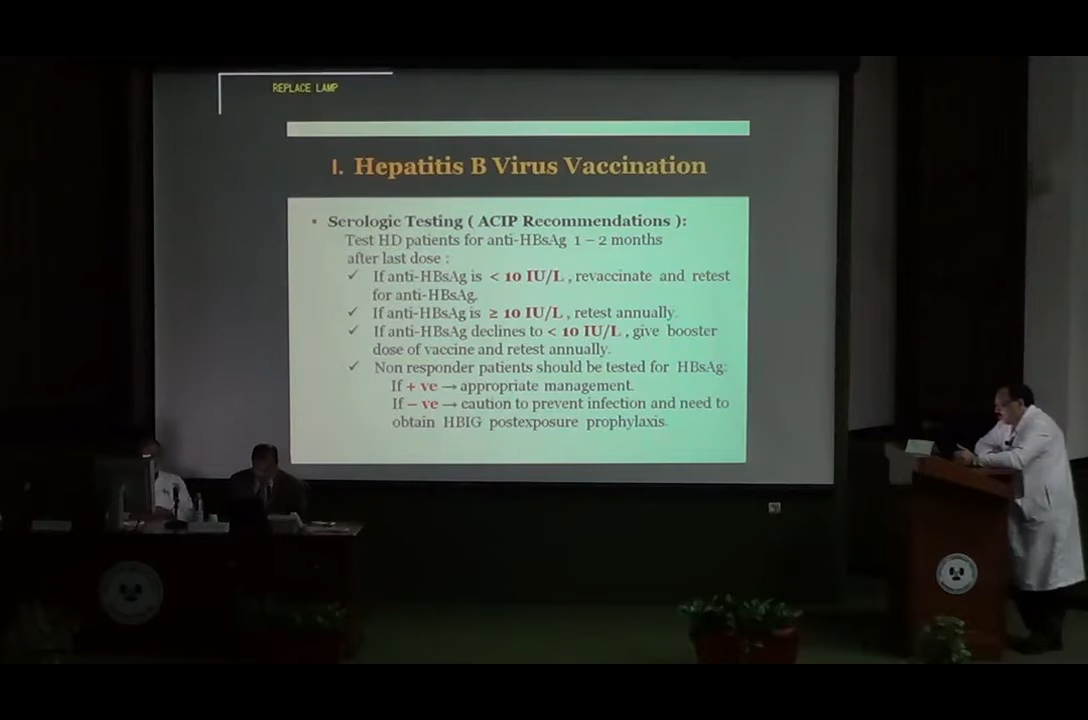 REPLACE LAMP
I. Hepatitis B Virus Vaccination
• Serologic Testing ( ACIP Recommendations ):
Test HD patients for anti-HBsAg 1 – 2 months
after last dose :
✓ If anti-HBsAg is < 10 IU/L , revaccinate and retest
for anti-HBsAg.
✓ If anti-HBsAg is ≥ 10 IU/L , retest annually.
✓ If anti-HBsAg declines to < 10 IU/L , give booster
dose of vaccine and retest annually.
✓ Non responder patients should be tested for HBsAg:
If + ve → appropriate management.
If – ve → caution to prevent infection and need to
obtain HBIG postexposure prophylaxis.